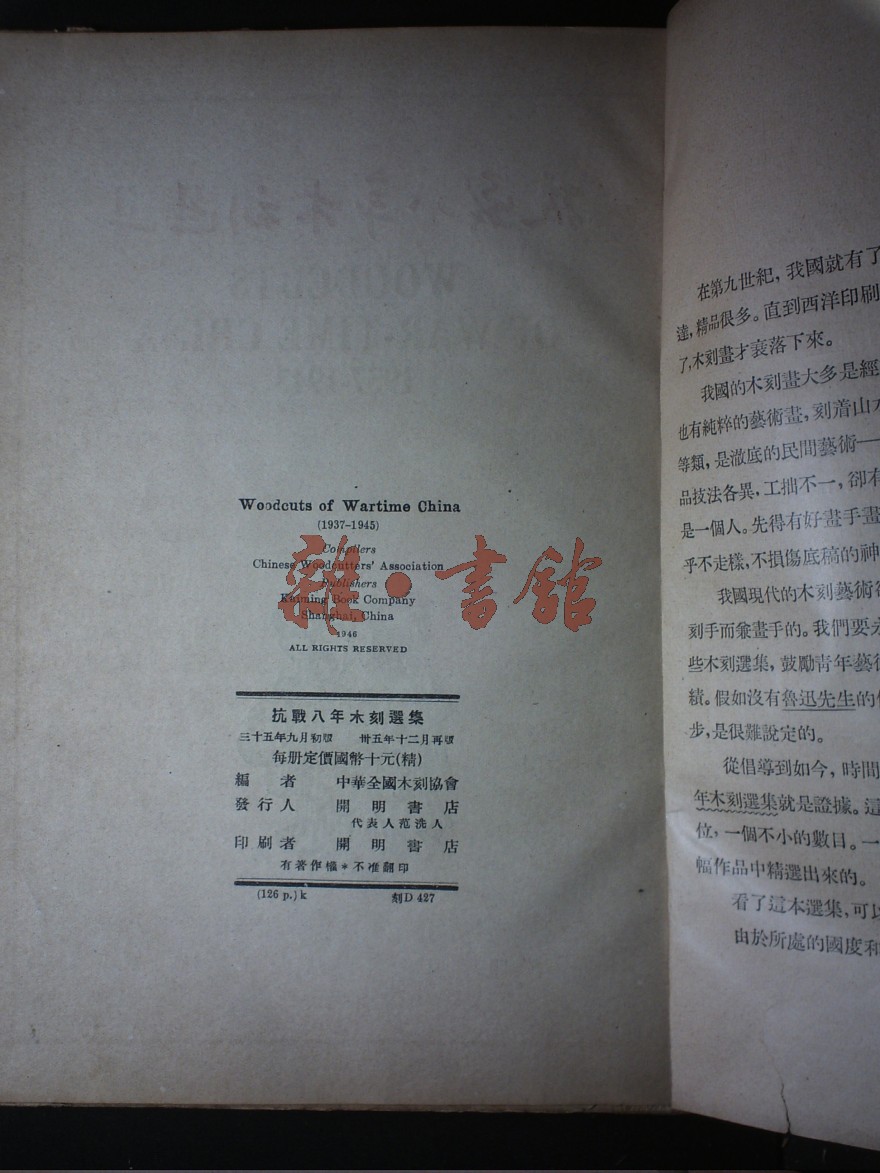 Woodcuts of Wartime China
(1937-1945)
Compilers
Chinese Woodcutters' Association
Publishers
Kaiming Book Company
Shanghai, China
1946
ALL RIGHTS RESERVED
雜·書館
抗戰八年木刻選集
三十五年九月初版 卅五年十二月再版
每册定價國幣十元(精)
編者 中華全國木刻協會
發行人 開明書店
代表人范洗人
印刷者 開明書店
有著作權*不准翻印
(126 p.) k 刻D 427
在第九世紀，我國就有了
達，精品很多。直到西洋印刷
了，木刻畫才衰落下來。
我國的木刻畫大多是經
也有純粹的藝術畫，刻着山
等類，是澈底的民間藝術——
品技法各異，工拙不一，卻有
是一個人。先得有好畫手畫
乎不走樣，不損傷底稿的神
我國現代的木刻藝術
刻手而兼畫手的。我們要
些木刻選集，鼓勵青年藝
績。假如沒有魯迅先生的
步，是很難說定的。
從倡導到如今，時間
年木刻選集就是證據。這
位，一個不小的數目。一
幅作品中精選出來的。
看了這本選集，可以
由於所處的國度和